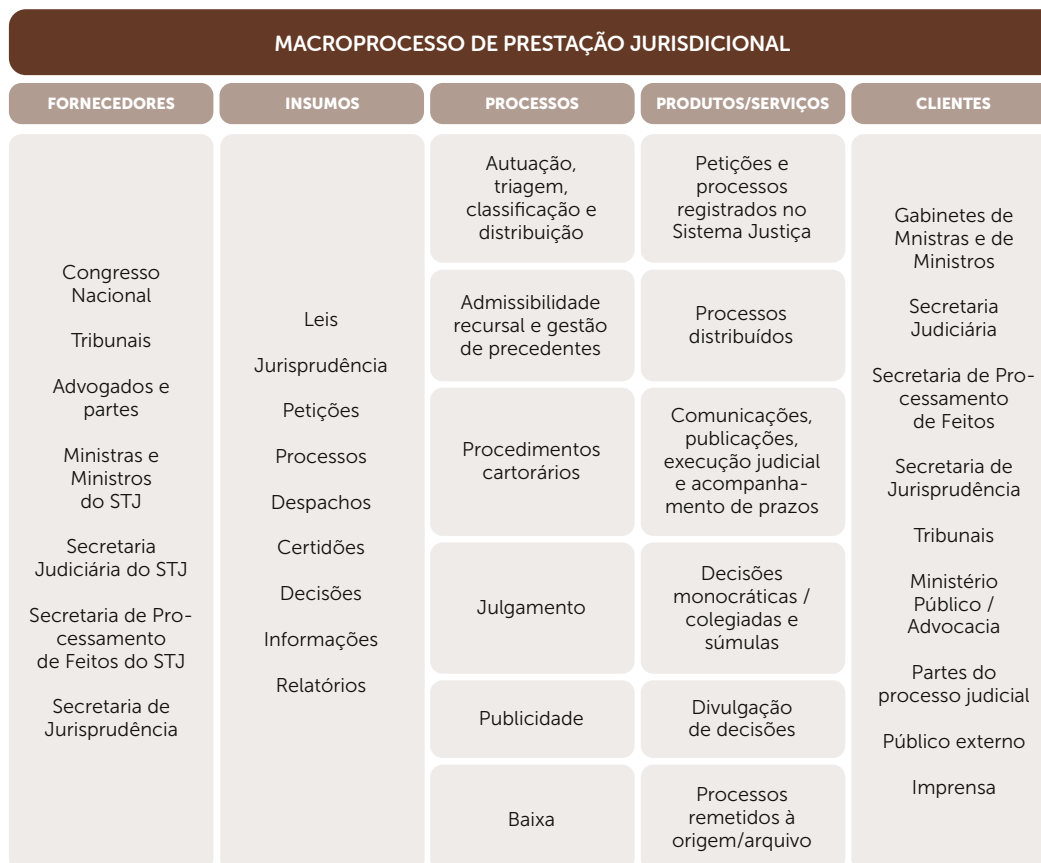 MACROPROCESSO DE PRESTAÇÃO JURISDICIONAL
FORNECEDORES
INSUMOS
PROCESSOS
PRODUTOS/SERVIÇOS
CLIENTES
Congresso
Nacional
Tribunais
Advogados e
partes
Ministras e
Ministros
do STJ
Secretaria
Judiciária do STJ
Secretaria de Pro-
cessamento
de Feitos do STJ
Secretaria de
Jurisprudência
Leis
Jurisprudência
Petições
Processos
Despachos
Certidões
Decisões
Informações
Relatórios
Autuação,
triagem,
classificação e
distribuição
Admissibilidade
recursal e gestão
de precedentes
Procedimentos
cartorários
Julgamento
Publicidade
Baixa
Petições e
processos
registrados no
Sistema Justiça
Processos
distribuídos
Comunicações,
publicações,
execução judicial
e acompanha-
mento de prazos
Decisões
monocráticas /
colegiadas e
súmulas
Divulgação
de decisões
Processos
remetidos à
origem/arquivo
Gabinetes de
Mnistras e de
Ministros
Secretaria
Judiciária
Secretaria de Pro-
cessamento
de Feitos
Secretaria de
Jurisprudência
Tribunais
Ministério
Público /
Advocacia
Partes do
processo judicial
Público externo
Imprensa